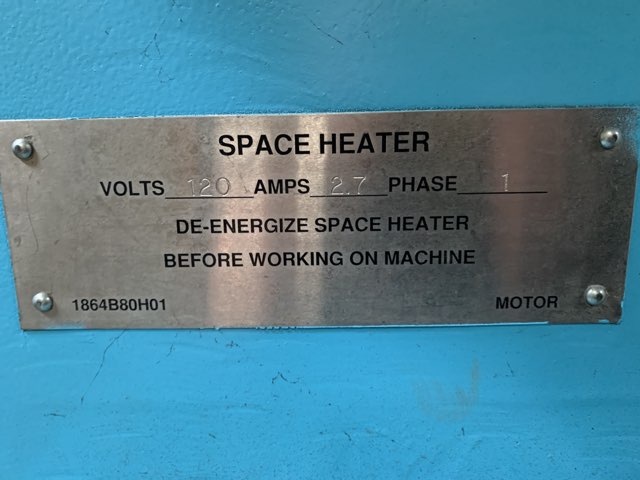 SPACE HEATER
VOLTS 120 AMPS 2.7 PHASE 1
DE-ENERGIZE SPACE HEATER
BEFORE WORKING ON MACHINE
1864B80H01 MOTOR